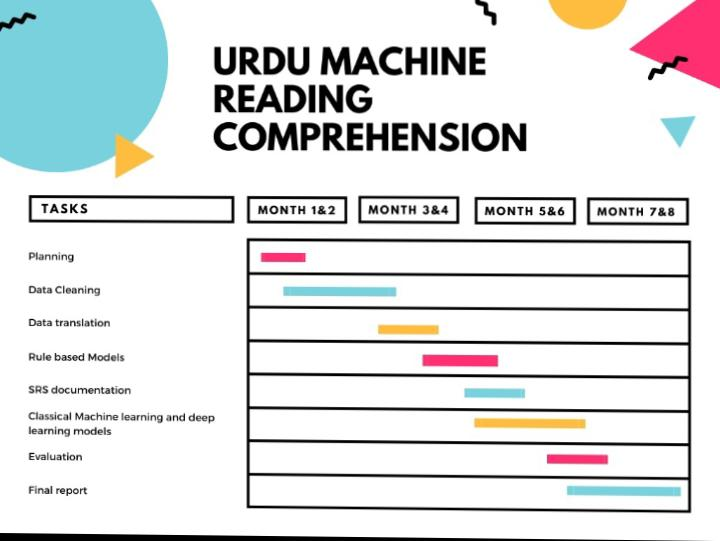 URDU MACHINE
READING
COMPREHENSION
TASKS
MONTH 1&2
MONTH 3&4
MONTH 5&6
MONTH 7&8
Planning
Data Cleaning
Data translation
Rule based Models
SRS documentation
Classical Machine learning and deep
learning models
Evaluation
Final report